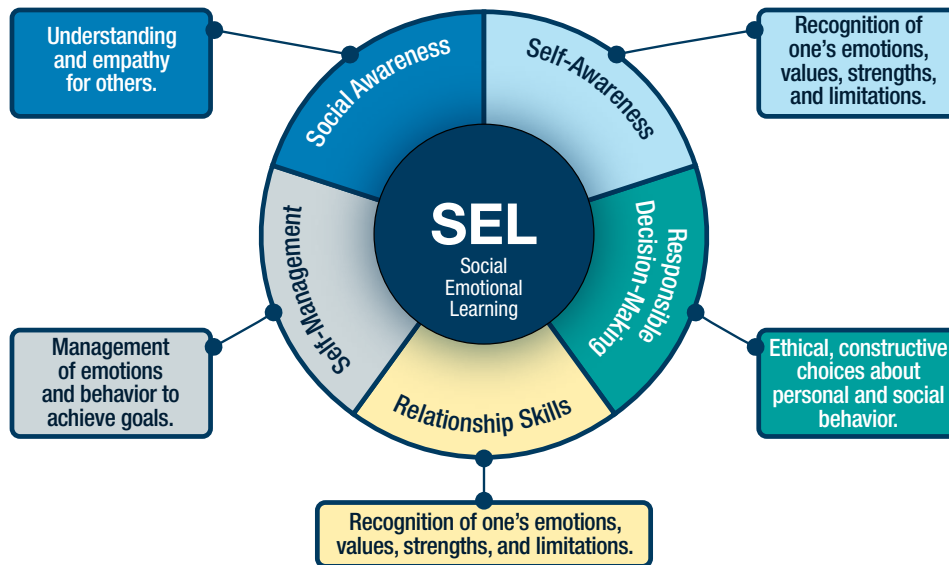 Understanding
and empathy
for others.
Social Awareness
Self-Awareness
Recognition of
one's emotions,
values, strengths,
and limitations.
SEL
Social
Emotional
Learning
Self-Management
Responsible
Decision-Making
Management
of emotions
and behavior to
achieve goals.
Relationship Skills
Ethical, constructive
choices about
personal and social
behavior.
Recognition of one's emotions,
values, strengths, and limitations.